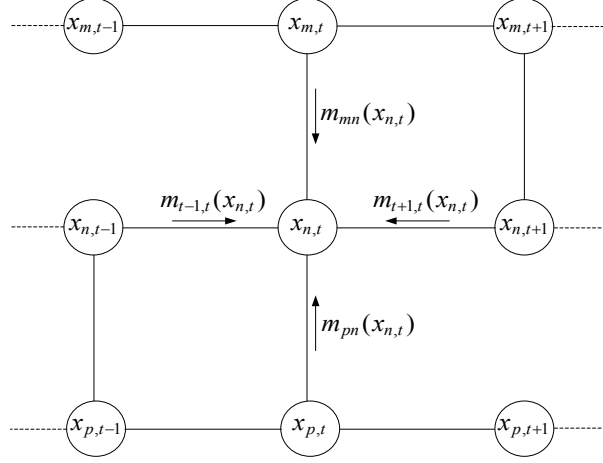 x_{m,t-1} x_{m,t} x_{m,t+1}
m_{mn}(x_{n,t})
m_{t-1,t}(x_{n,t}) m_{t+1,t}(x_{n,t})
x_{n,t-1} x_{n,t} x_{n,t+1}
m_{pn}(x_{n,t})
x_{p,t-1} x_{p,t} x_{p,t+1}